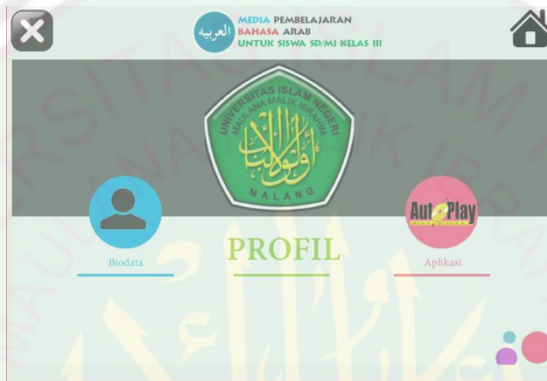 العربيه
MEDIA PEMBELAJARAN
BAHASA ARAB
UNTUK SISWA SD/MI KELAS III
UNIVERSITAS ISLAM NEGERI
MAULANA MALIK IBRAHIM
MALANG
AutoPlay
Biodata
PROFIL
Aplikasi